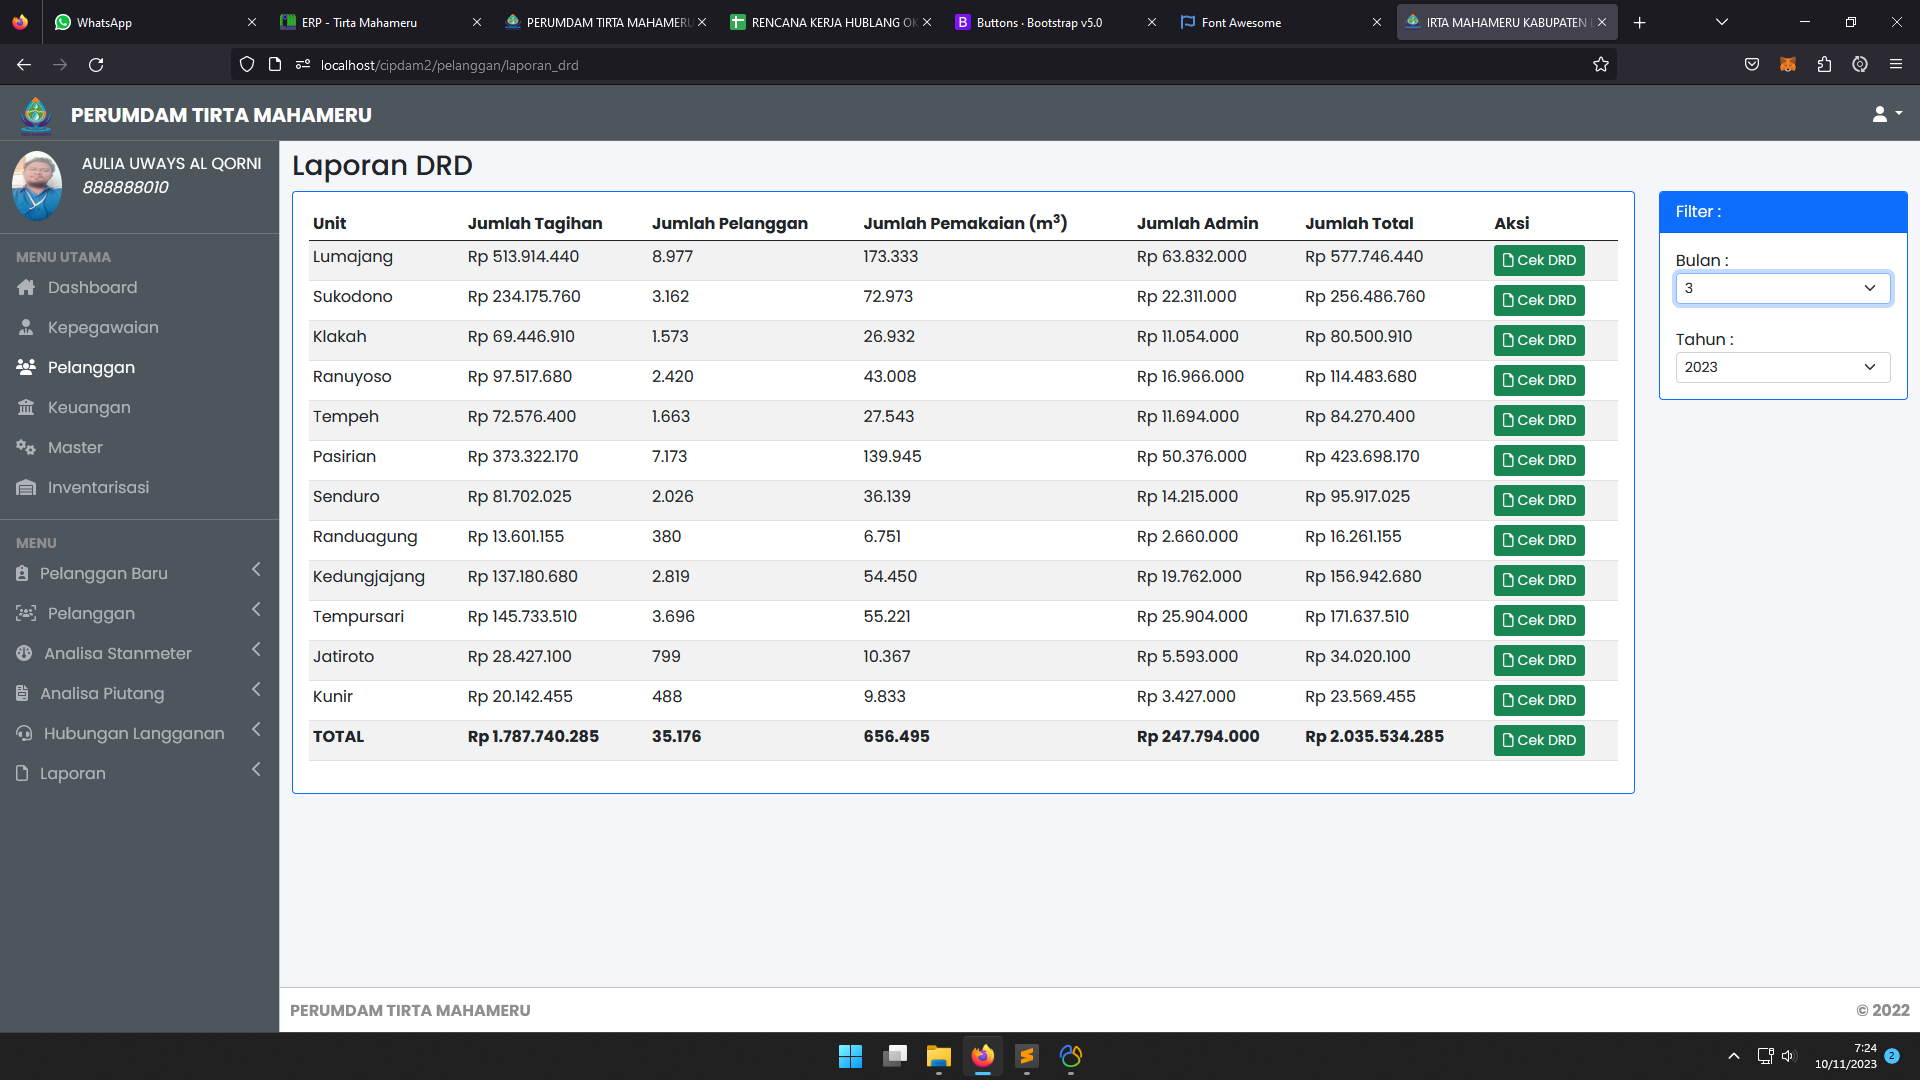 WhatsApp
ERP - Tirta Mahameru
PERUMDAM TIRTA MAHAMERU
RENCANA KERJA HUBLANG OK
Buttons · Bootstrap v5.0
Font Awesome
IRTA MAHAMERU KABUPATEN
localhost/cipdam2/pelanggan/laporan_drd
PERUMDAM TIRTA MAHAMERU
AULIA UWAYS AL QORNI
888888010
MENU UTAMA
Dashboard
Kepegawaian
Pelanggan
Keuangan
Master
Inventarisasi
MENU
Pelanggan Baru
Pelanggan
Analisa Stanmeter
Analisa Piutang
Hubungan Langganan
Laporan
Laporan DRD
Unit Jumlah Tagihan Jumlah Pelanggan Jumlah Pemakaian (m³) Jumlah Admin Jumlah Total Aksi
Lumajang Rp 513.914.440 8.977 173.333 Rp 63.832.000 Rp 577.746.440 Cek DRD
Sukodono Rp 234.175.760 3.162 72.973 Rp 22.311.000 Rp 256.486.760 Cek DRD
Klakah Rp 69.446.910 1.573 26.932 Rp 11.054.000 Rp 80.500.910 Cek DRD
Ranuyoso Rp 97.517.680 2.420 43.008 Rp 16.966.000 Rp 114.483.680 Cek DRD
Tempeh Rp 72.576.400 1.663 27.543 Rp 11.694.000 Rp 84.270.400 Cek DRD
Pasirian Rp 373.322.170 7.173 139.945 Rp 50.376.000 Rp 423.698.170 Cek DRD
Senduro Rp 81.702.025 2.026 36.139 Rp 14.215.000 Rp 95.917.025 Cek DRD
Randuagung Rp 13.601.155 380 6.751 Rp 2.660.000 Rp 16.261.155 Cek DRD
Kedungjajang Rp 137.180.680 2.819 54.450 Rp 19.762.000 Rp 156.942.680 Cek DRD
Tempursari Rp 145.733.510 3.696 55.221 Rp 25.904.000 Rp 171.637.510 Cek DRD
Jatiroto Rp 28.427.100 799 10.367 Rp 5.593.000 Rp 34.020.100 Cek DRD
Kunir Rp 20.142.455 488 9.833 Rp 3.427.000 Rp 23.569.455 Cek DRD
TOTAL Rp 1.787.740.285 35.176 656.495 Rp 247.794.000 Rp 2.035.534.285 Cek DRD
Filter :
Bulan :
3
Tahun :
2023
PERUMDAM TIRTA MAHAMERU
© 2022
7:24
10/11/2023
2